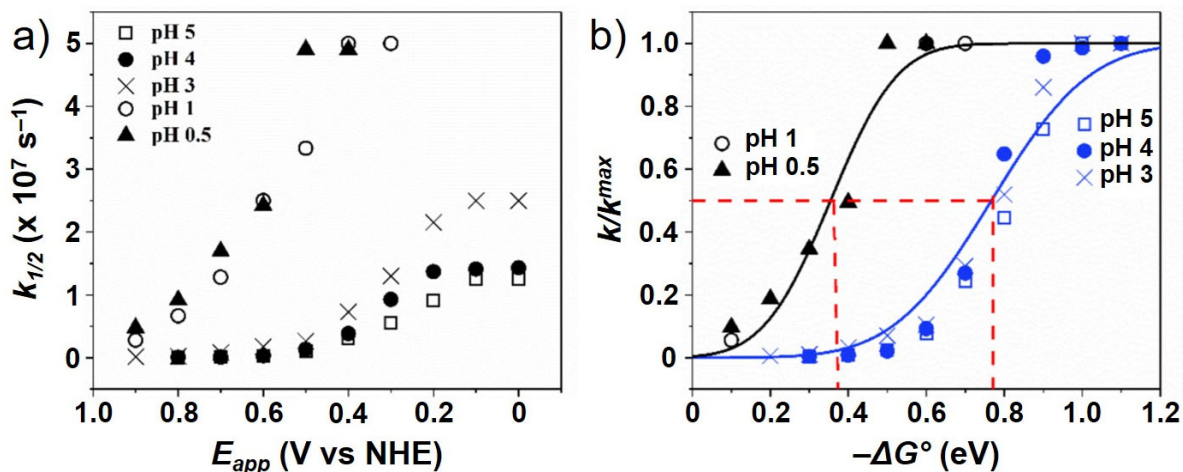 a)
k1/2 (x 10⁷ s⁻¹)
5
4
3
2
1
0
pH 5
pH 4
pH 3
pH 1
pH 0.5
1.0 0.8 0.6 0.4 0.2 0
Eapp (V vs NHE)
b)
k/kmax
1.0
0.8
0.6
0.4
0.2
0
pH 1
pH 0.5
pH 5
pH 4
pH 3
0 0.2 0.4 0.6 0.8 1.0 1.2
–ΔG° (eV)